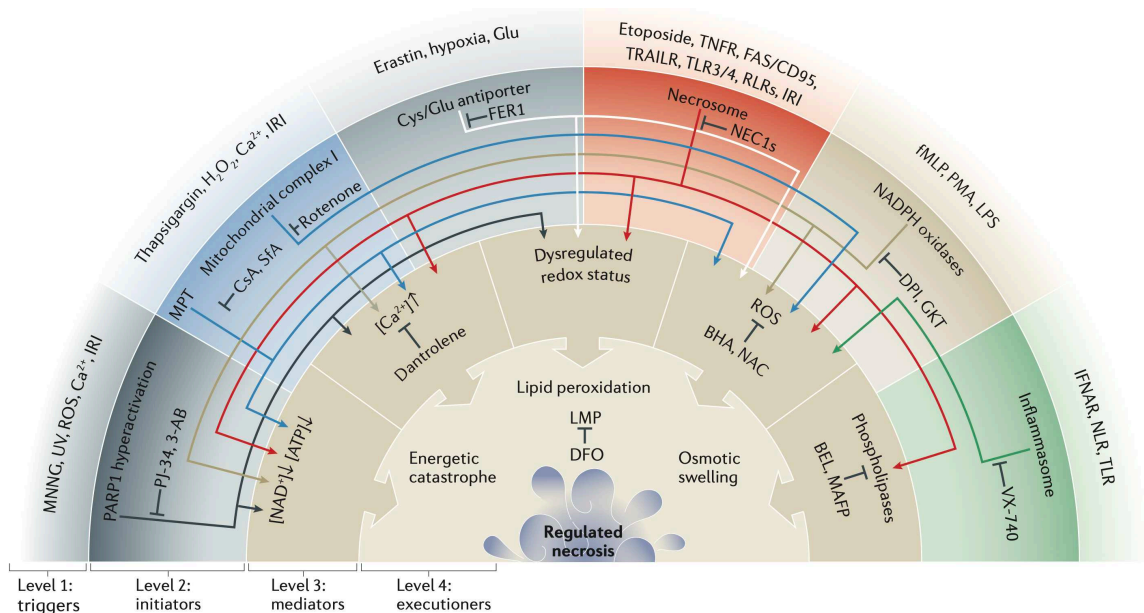 MNNG, UV, ROS, Ca²⁺, IRI
Thapsigargin, H₂O₂, Ca²⁺, IRI
Erastin, hypoxia, Glu
Etoposide, TNFR, FAS/CD95,
TRAILR, TLR3/4, RLRs, IRI
fMLP, PMA, LPS
IFNAR, NLR, TLR
PARP1 hyperactivation
PJ-34, 3-AB
MPT
CsA, SfA
Mitochondrial complex I
Rotenone
Cys/Glu antiporter
FER1
Necrosome
NEC1s
NADPH oxidases
DPI, GKT
Inflammasome
VX-740
[NAD⁺]↓ [ATP]↓
[Ca²⁺]↑
Dantrolene
Dysregulated
redox status
ROS
BHA, NAC
Phospholipases
BEL, MAFP
Lipid peroxidation
LMP
DFO
Energetic
catastrophe
Osmotic
swelling
Regulated
necrosis
Level 1:
triggers
Level 2:
initiators
Level 3:
mediators
Level 4:
executioners